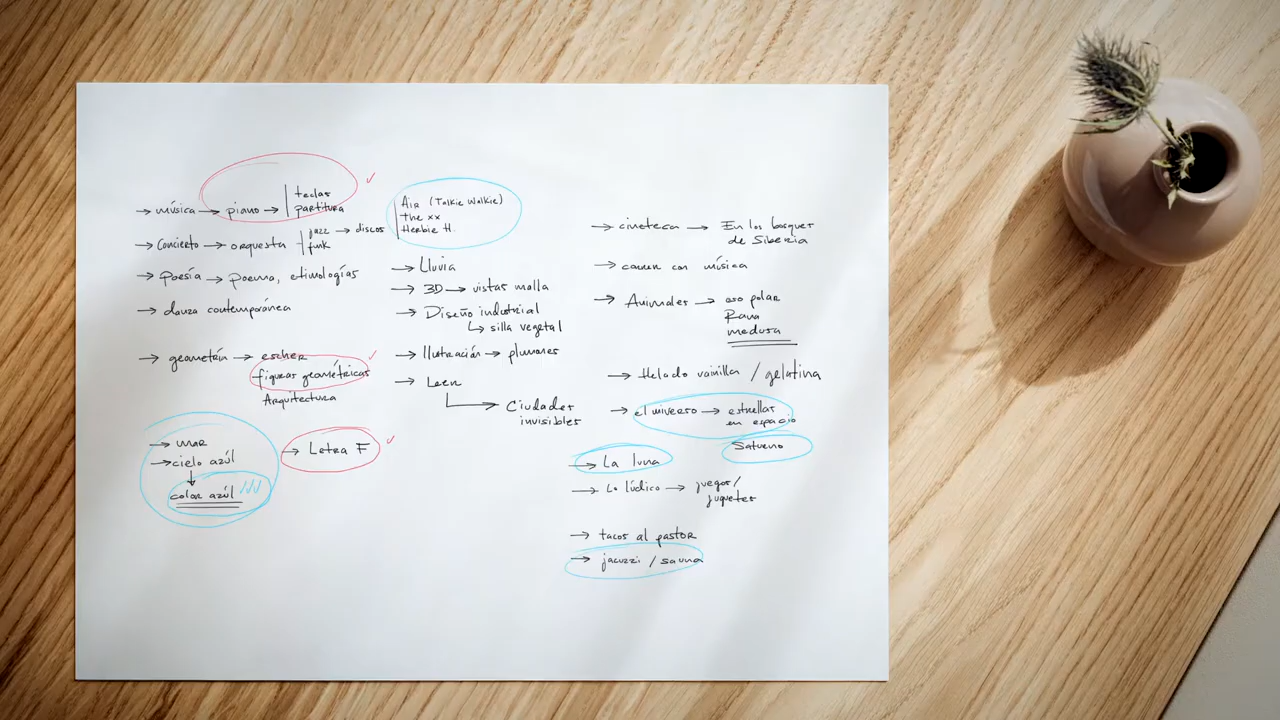 → música → piano → | teclas
partitura
→ Concierto → orquesta | jazz → discos
funk
→ Poesía → poema, etimologías
→ danza contemporánea
→ geometría → escher
figuras geométricas
Arquitectura
→ mar
→ cielo azúl
↓
color azúl
→ Letra F
AIR (Talkie Walkie)
the xx
Herbie H.
→ Lluvia
→ 3D → vistas malla
→ Diseño industrial
↳ silla vegetal
→ Ilustración → plumones
→ Leer
→ Ciudades
invisibles
→ cineteca → En los bosques
de Siberia
→ correr con música
→ Animales → oso polar
Rana
medusa
→ Helado vainilla / gelatina
→ el universo → estrellas
en espacio
Saturno
→ La luna
→ Lo lúdico → juegos/
juguetes
→ tacos al pastor
→ jacuzzi / sauna